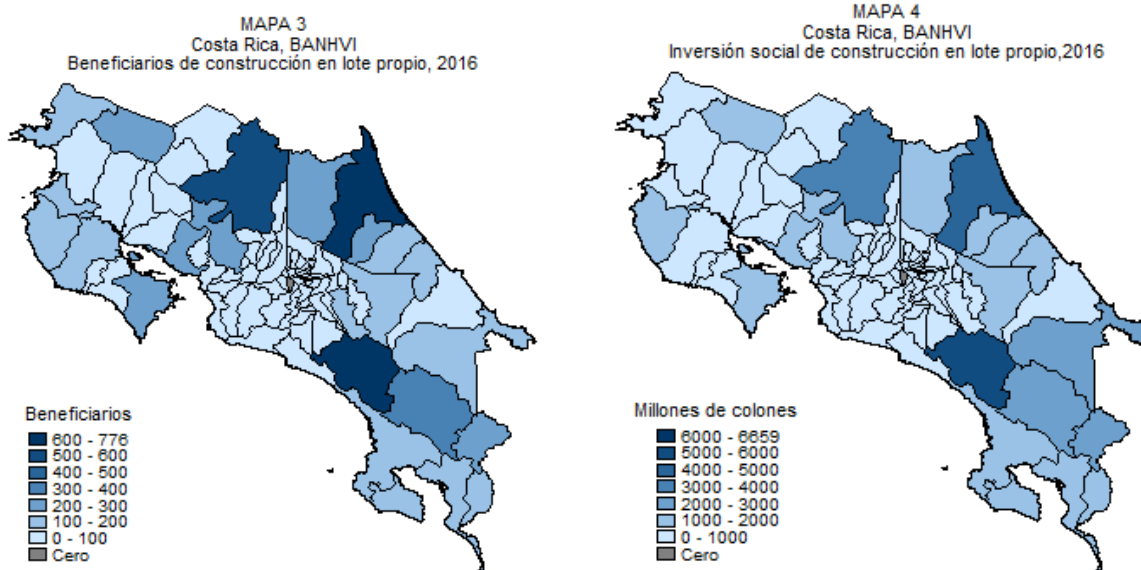 MAPA 3
Costa Rica, BANHVI
Beneficiarios de construcción en lote propio, 2016
Beneficiarios
600 - 776
500 - 600
400 - 500
300 - 400
200 - 300
100 - 200
0 - 100
Cero
MAPA 4
Costa Rica, BANHVI
Inversión social de construcción en lote propio,2016
Millones de colones
6000 - 6659
5000 - 6000
4000 - 5000
3000 - 4000
2000 - 3000
1000 - 2000
0 - 1000
Cero